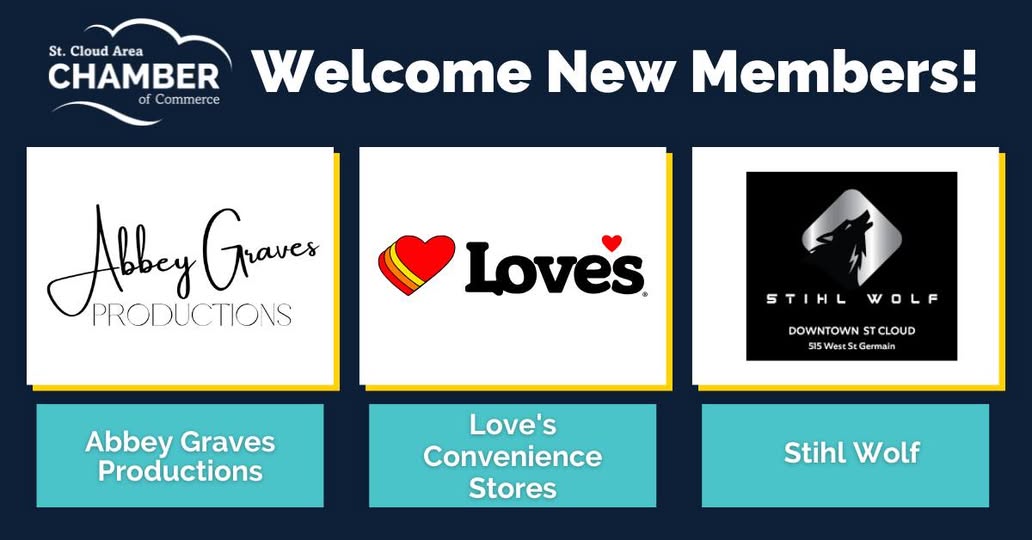 St. Cloud Area
CHAMBER
of Commerce
Welcome New Members!
Abbey Graves
PRODUCTIONS
Love's
STIHL WOLF
DOWNTOWN ST CLOUD
515 West St Germain
Abbey Graves
Productions
Love's
Convenience
Stores
Stihl Wolf